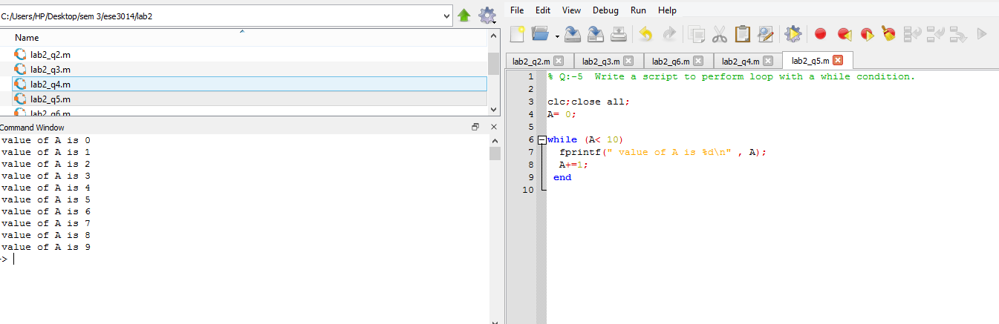 C:/Users/HP/Desktop/sem 3/ese3014/lab2
Name
lab2_q2.m
lab2_q3.m
lab2_q4.m
lab2_q5.m
lab2_q6.m
Command Window
value of A is 0
value of A is 1
value of A is 2
value of A is 3
value of A is 4
value of A is 5
value of A is 6
value of A is 7
value of A is 8
value of A is 9
>
File Edit View Debug Run Help
lab2_q2.m lab2_q3.m lab2_q6.m lab2_q4.m lab2_q5.m
1 % Q:-5  Write a script to perform loop with a while condition.
2
3 clc;close all;
4 A= 0;
5
6 while (A< 10)
7   fprintf(" value of A is %d\n" , A);
8   A+=1;
9  end
10